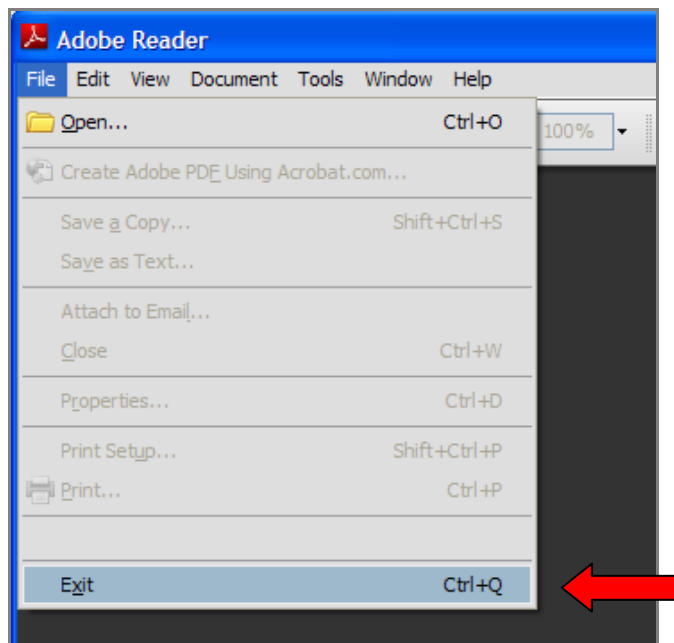 Adobe Reader
File Edit View Document Tools Window Help
100%
Open... Ctrl+O
Create Adobe PDF Using Acrobat.com...
Save a Copy... Shift+Ctrl+S
Save as Text...
Attach to Email...
Close Ctrl+W
Properties... Ctrl+D
Print Setup... Shift+Ctrl+P
Print... Ctrl+P
Exit Ctrl+Q